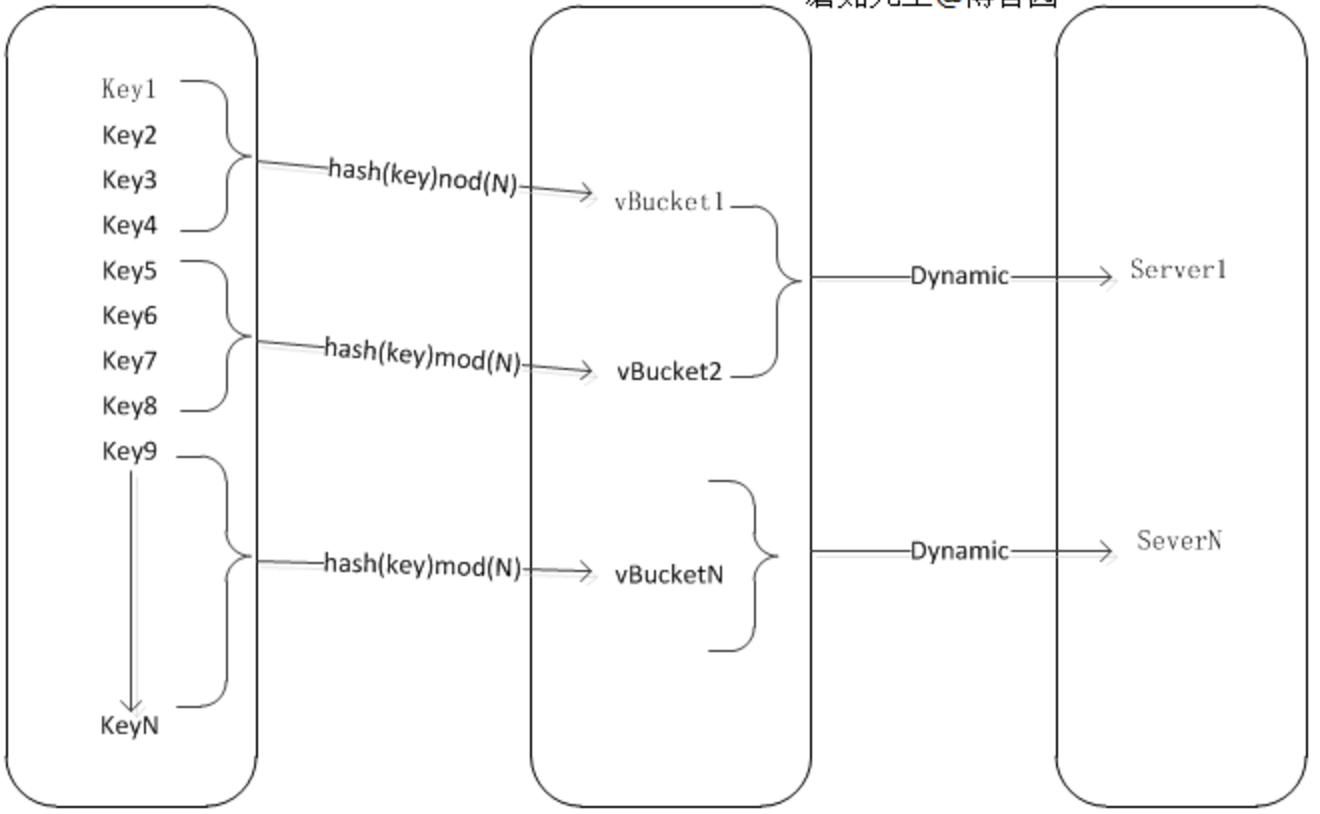 Key1
Key2
Key3
Key4
Key5
Key6
Key7
Key8
Key9
KeyN
hash(key)nod(N)
hash(key)mod(N)
hash(key)mod(N)
vBucket1
vBucket2
vBucketN
Dynamic
Dynamic
Server1
SeverN